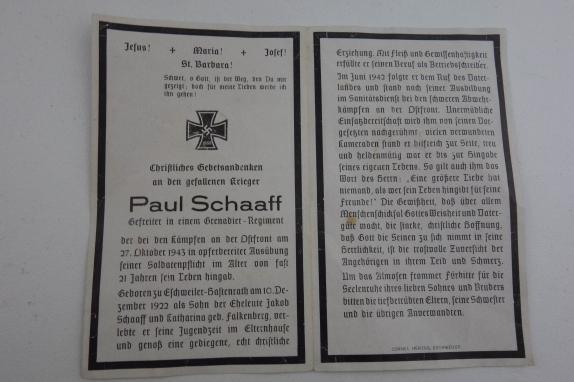 Jesus! + Maria! + Josef!
St. Barbara!
Schwer, o Gott, ist der Weg, den Du mir
gezeigt; doch für meine Lieben werde ich
ihn gehen!
Christliches Gebetsandenken
an den gefallenen Krieger
Paul Schaaff
Gefreiter in einem Grenadier-Regiment
der bei den Kämpfen an der Ostfront am
27. Oktober 1943 in opferbereiter Ausübung
seiner Soldatenpflicht im Alter von fast
21 Jahren sein Leben hingab.
Geboren zu Eschweiler-Hastenrath am 10. De-
zember 1922 als Sohn der Eheleute Jakob
Schaaff und Catharina geb. Falkenberg, ver-
lebte er seine Jugendzeit im Elternhause
und genoß eine gediegene, echt christliche
Erziehung. Mit Fleiß und Gewissenhaftigkeit
erfüllte er seinen Beruf als Betriebsschreiber.
Im Juni 1942 folgte er dem Ruf des Vater-
landes und stand nach seiner Ausbildung
im Sanitätsdienst bei den schweren Abwehr-
kämpfen an der Ostfront. Unermüdliche
Einsatzbereitschaft wird ihm von seinen Vor-
gesetzten nachgerühmt; vielen verwundeten
Kameraden stand er hilfreich zur Seite, treu
und heldenmütig war er bis zur Hingabe
seines eigenen Lebens. So gilt auch ihm das
Wort des Herrn: „Eine größere Liebe hat
niemand, als wer sein Leben hingibt für seine
Freunde!“ Die Gewißheit, daß über allem
Menschenschicksal Gottes Weisheit und Vater-
güte wacht, die starke, christliche Hoffnung,
daß Gott die Seinen zu sich nimmt in seine
Herrlichkeit, ist die trostvolle Zuversicht der
Angehörigen in ihrem Leid und Schmerz.
Um das Almosen frommer Fürbitte für die
Seelenruhe ihres lieben Sohnes und Bruders
bitten die tiefbetrübten Eltern, seine Schwester
und die übrigen Anverwandten.